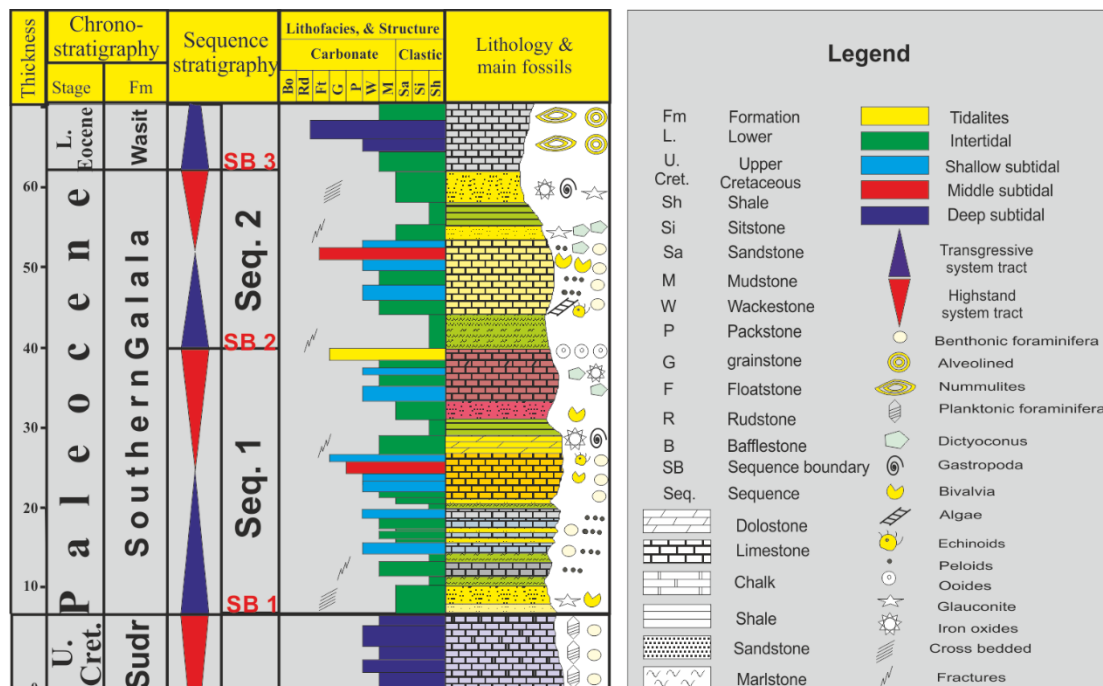 Thickness
Chrono-
stratigraphy
Stage
Fm
Sequence
stratigraphy
Lithofacies, & Structure
Carbonate
Clastic
Bo
Rd
Ft
G
P
W
M
Sa
Si
Sh
Lithology &
main fossils
L.
Eocene
Wasit
SB 3
60
Paleocene
Southern Galala
Seq. 2
50
SB 2
40
30
Seq. 1
20
10
SB 1
U.
Cret.
Sudr
0
Legend
Fm Formation
L. Lower
U. Upper
Cret. Cretaceous
Sh Shale
Si Sitstone
Sa Sandstone
M Mudstone
W Wackestone
P Packstone
G grainstone
F Floatstone
R Rudstone
B Bafflestone
SB Sequence boundary
Seq. Sequence
Dolostone
Limestone
Chalk
Shale
Sandstone
Marlstone
Tidalites
Intertidal
Shallow subtidal
Middle subtidal
Deep subtidal
Transgressive
system tract
Highstand
system tract
Benthonic foraminifera
Alveolined
Nummulites
Planktonic foraminifera
Dictyoconus
Gastropoda
Bivalvia
Algae
Echinoids
Peloids
Ooides
Glauconite
Iron oxides
Cross bedded
Fractures